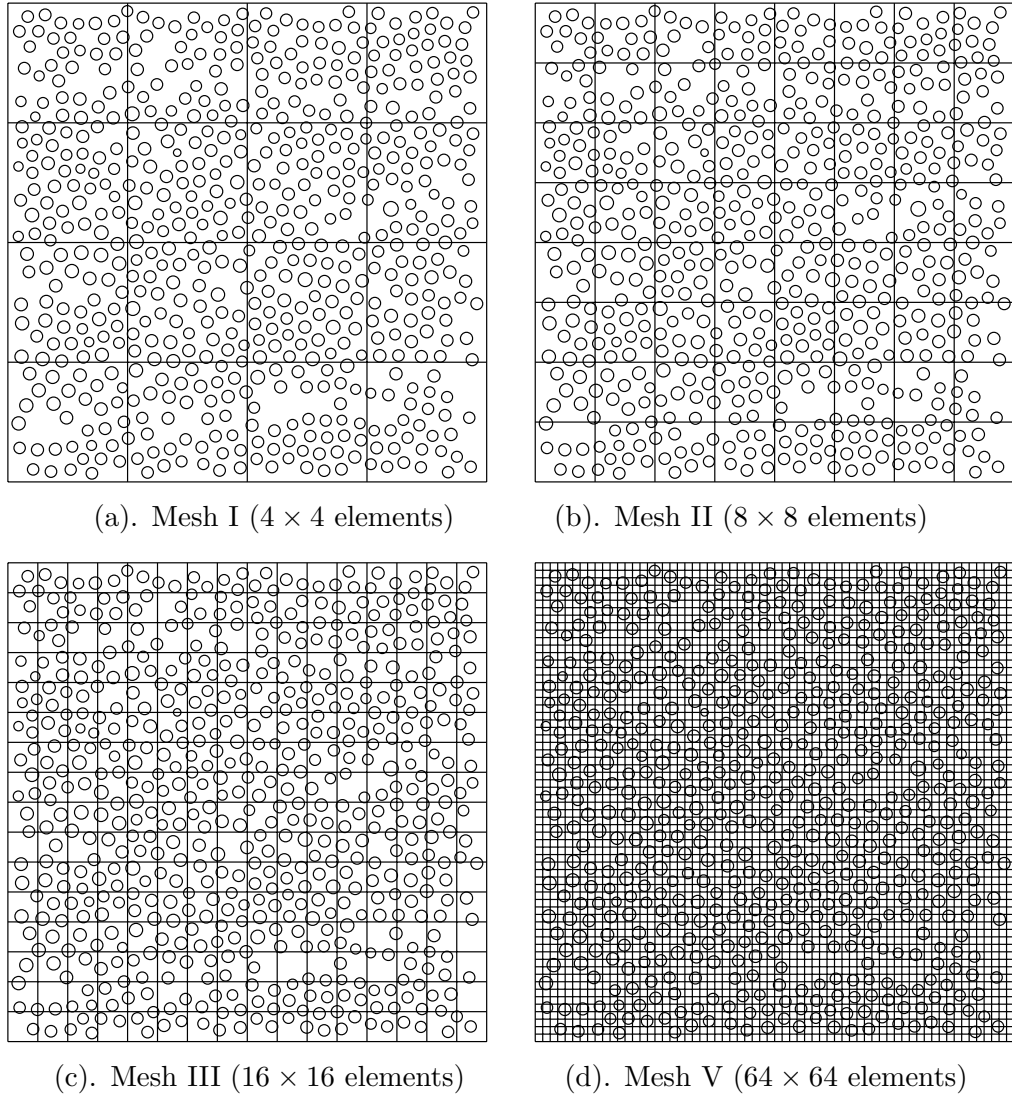 (a). Mesh I (4 × 4 elements)
(b). Mesh II (8 × 8 elements)
(c). Mesh III (16 × 16 elements)
(d). Mesh V (64 × 64 elements)